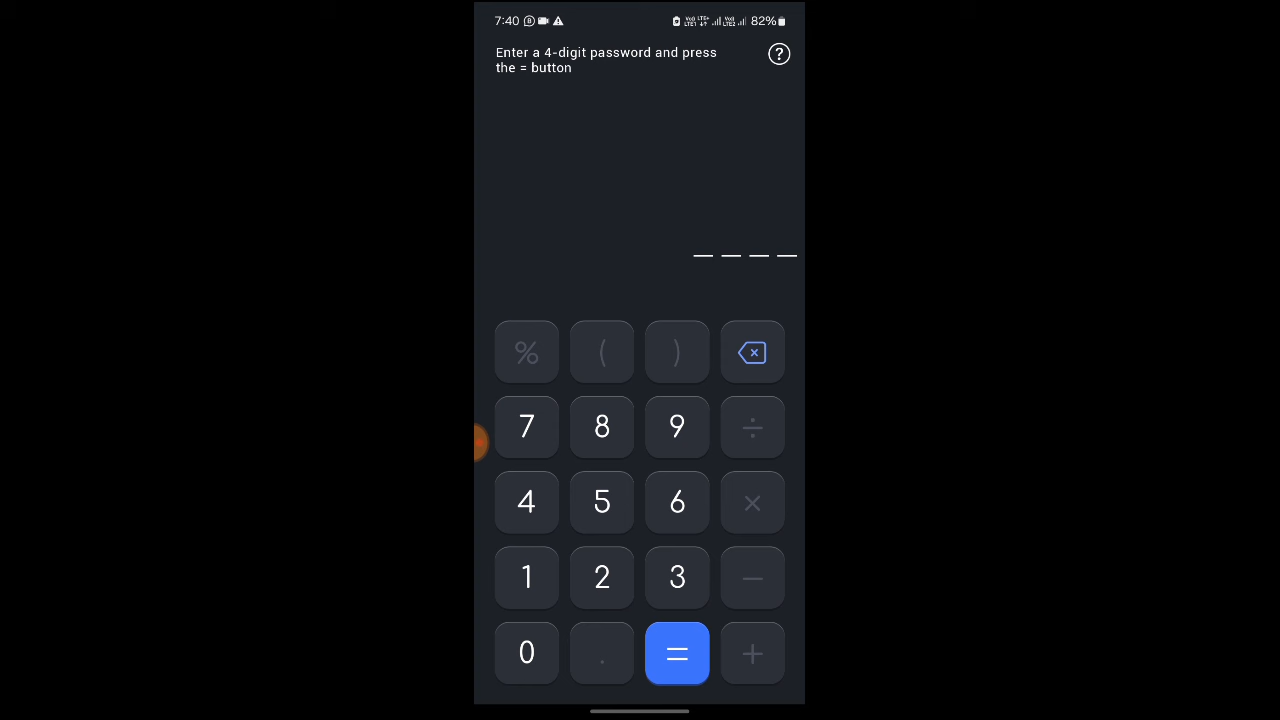 7:40 82%
Enter a 4-digit password and press
the = button
?
% ( )
7 8 9 ÷
4 5 6 ×
1 2 3 −
0 . = +